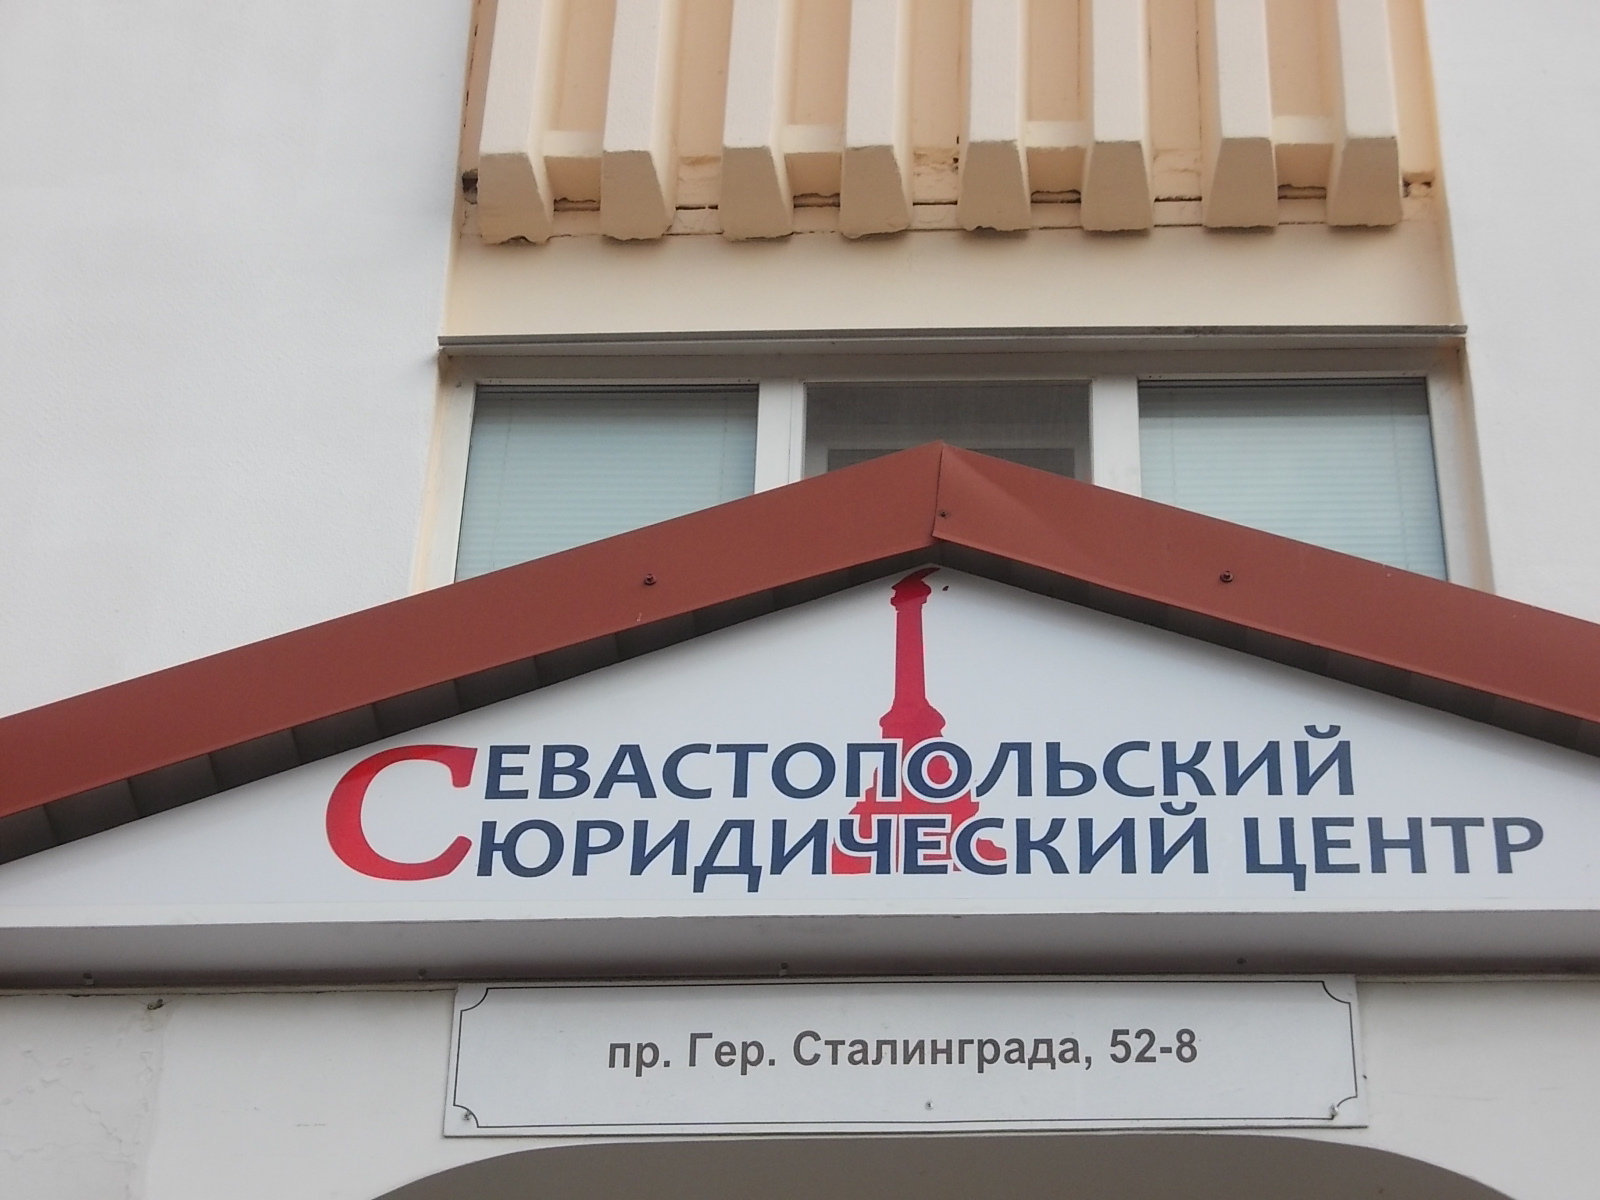 СЕВАСТОПОЛЬСКИЙ
ЮРИДИЧЕСКИЙ ЦЕНТР
пр. Гер. Сталинграда, 52-8